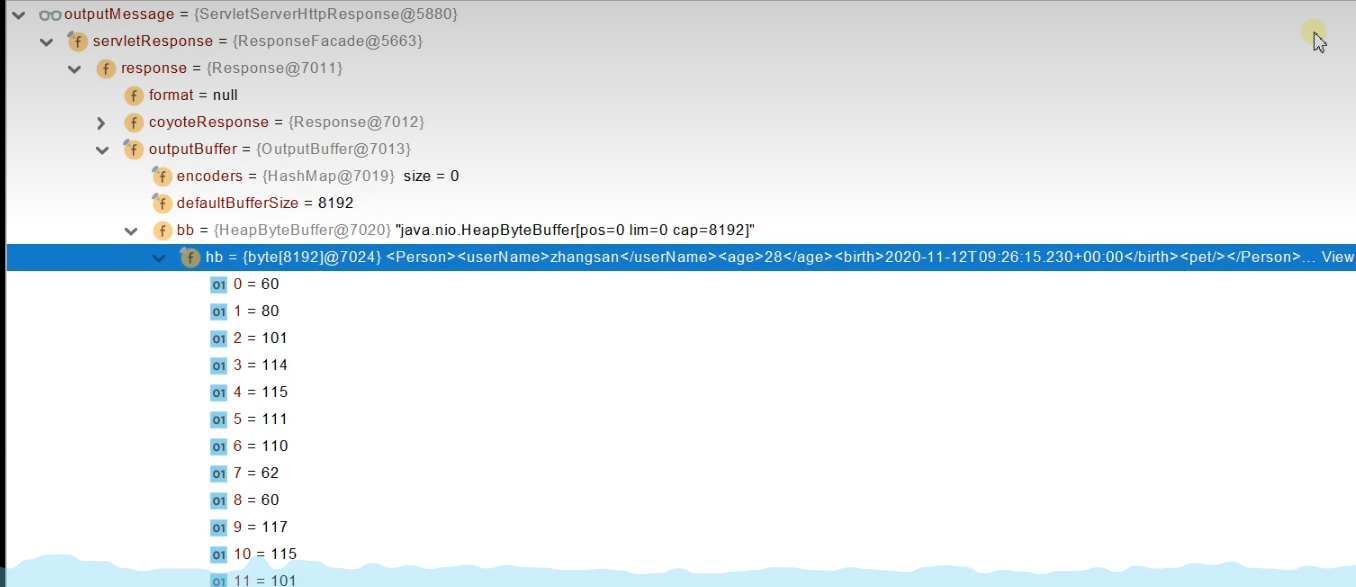 outputMessage = {ServletServerHttpResponse@5880}
f servletResponse = {ResponseFacade@5663}
f response = {Response@7011}
f format = null
f coyoteResponse = {Response@7012}
f outputBuffer = {OutputBuffer@7013}
f encoders = {HashMap@7019} size = 0
f defaultBufferSize = 8192
f bb = {HeapByteBuffer@7020} "java.nio.HeapByteBuffer[pos=0 lim=0 cap=8192]"
f hb = {byte[8192]@7024} <Person><userName>zhangsan</userName><age>28</age><birth>2020-11-12T09:26:15.230+00:00</birth><pet/></Person>... View
01 0 = 60
01 1 = 80
01 2 = 101
01 3 = 114
01 4 = 115
01 5 = 111
01 6 = 110
01 7 = 62
01 8 = 60
01 9 = 117
01 10 = 115
01 11 = 101